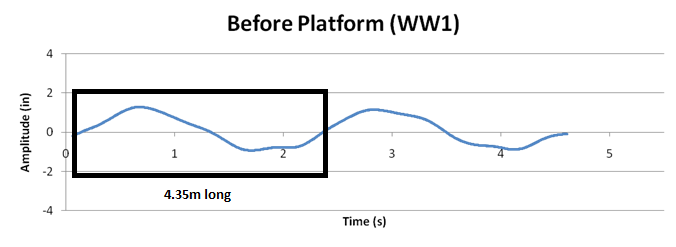 Before Platform (WW1)
4
2
0
-2
-4
Amplitude (in)
0 1 2 3 4 5
4.35m long
Time (s)